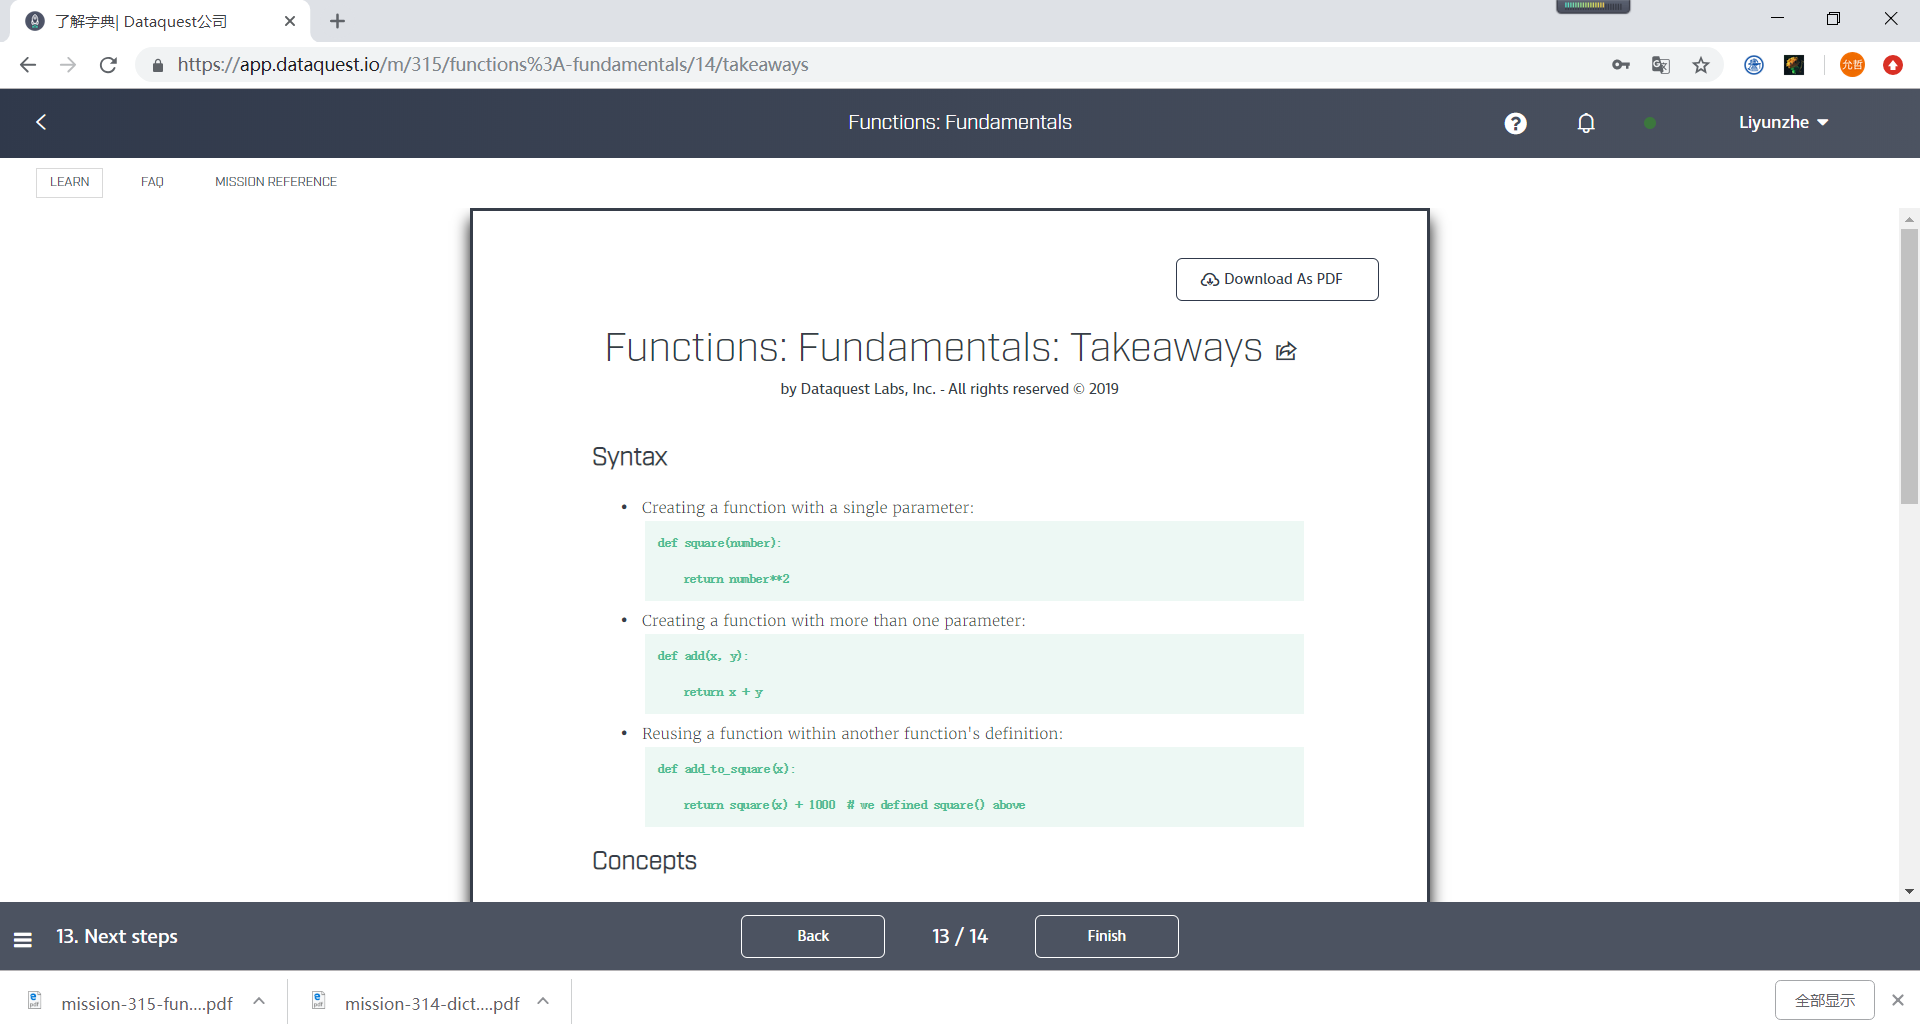 了解字典| Dataquest公司
https://app.dataquest.io/m/315/functions%3A-fundamentals/14/takeaways
允哲
Functions: Fundamentals
Liyunzhe
LEARN
FAQ
MISSION REFERENCE
Download As PDF
Functions: Fundamentals: Takeaways
by Dataquest Labs, Inc. - All rights reserved © 2019
Syntax
• Creating a function with a single parameter:
def square(number):
return number**2
• Creating a function with more than one parameter:
def add(x, y):
return x + y
• Reusing a function within another function's definition:
def add_to_square(x):
return square(x) + 1000 # we defined square() above
Concepts
13. Next steps
Back
13 / 14
Finish
mission-315-fun....pdf
mission-314-dict....pdf
全部显示